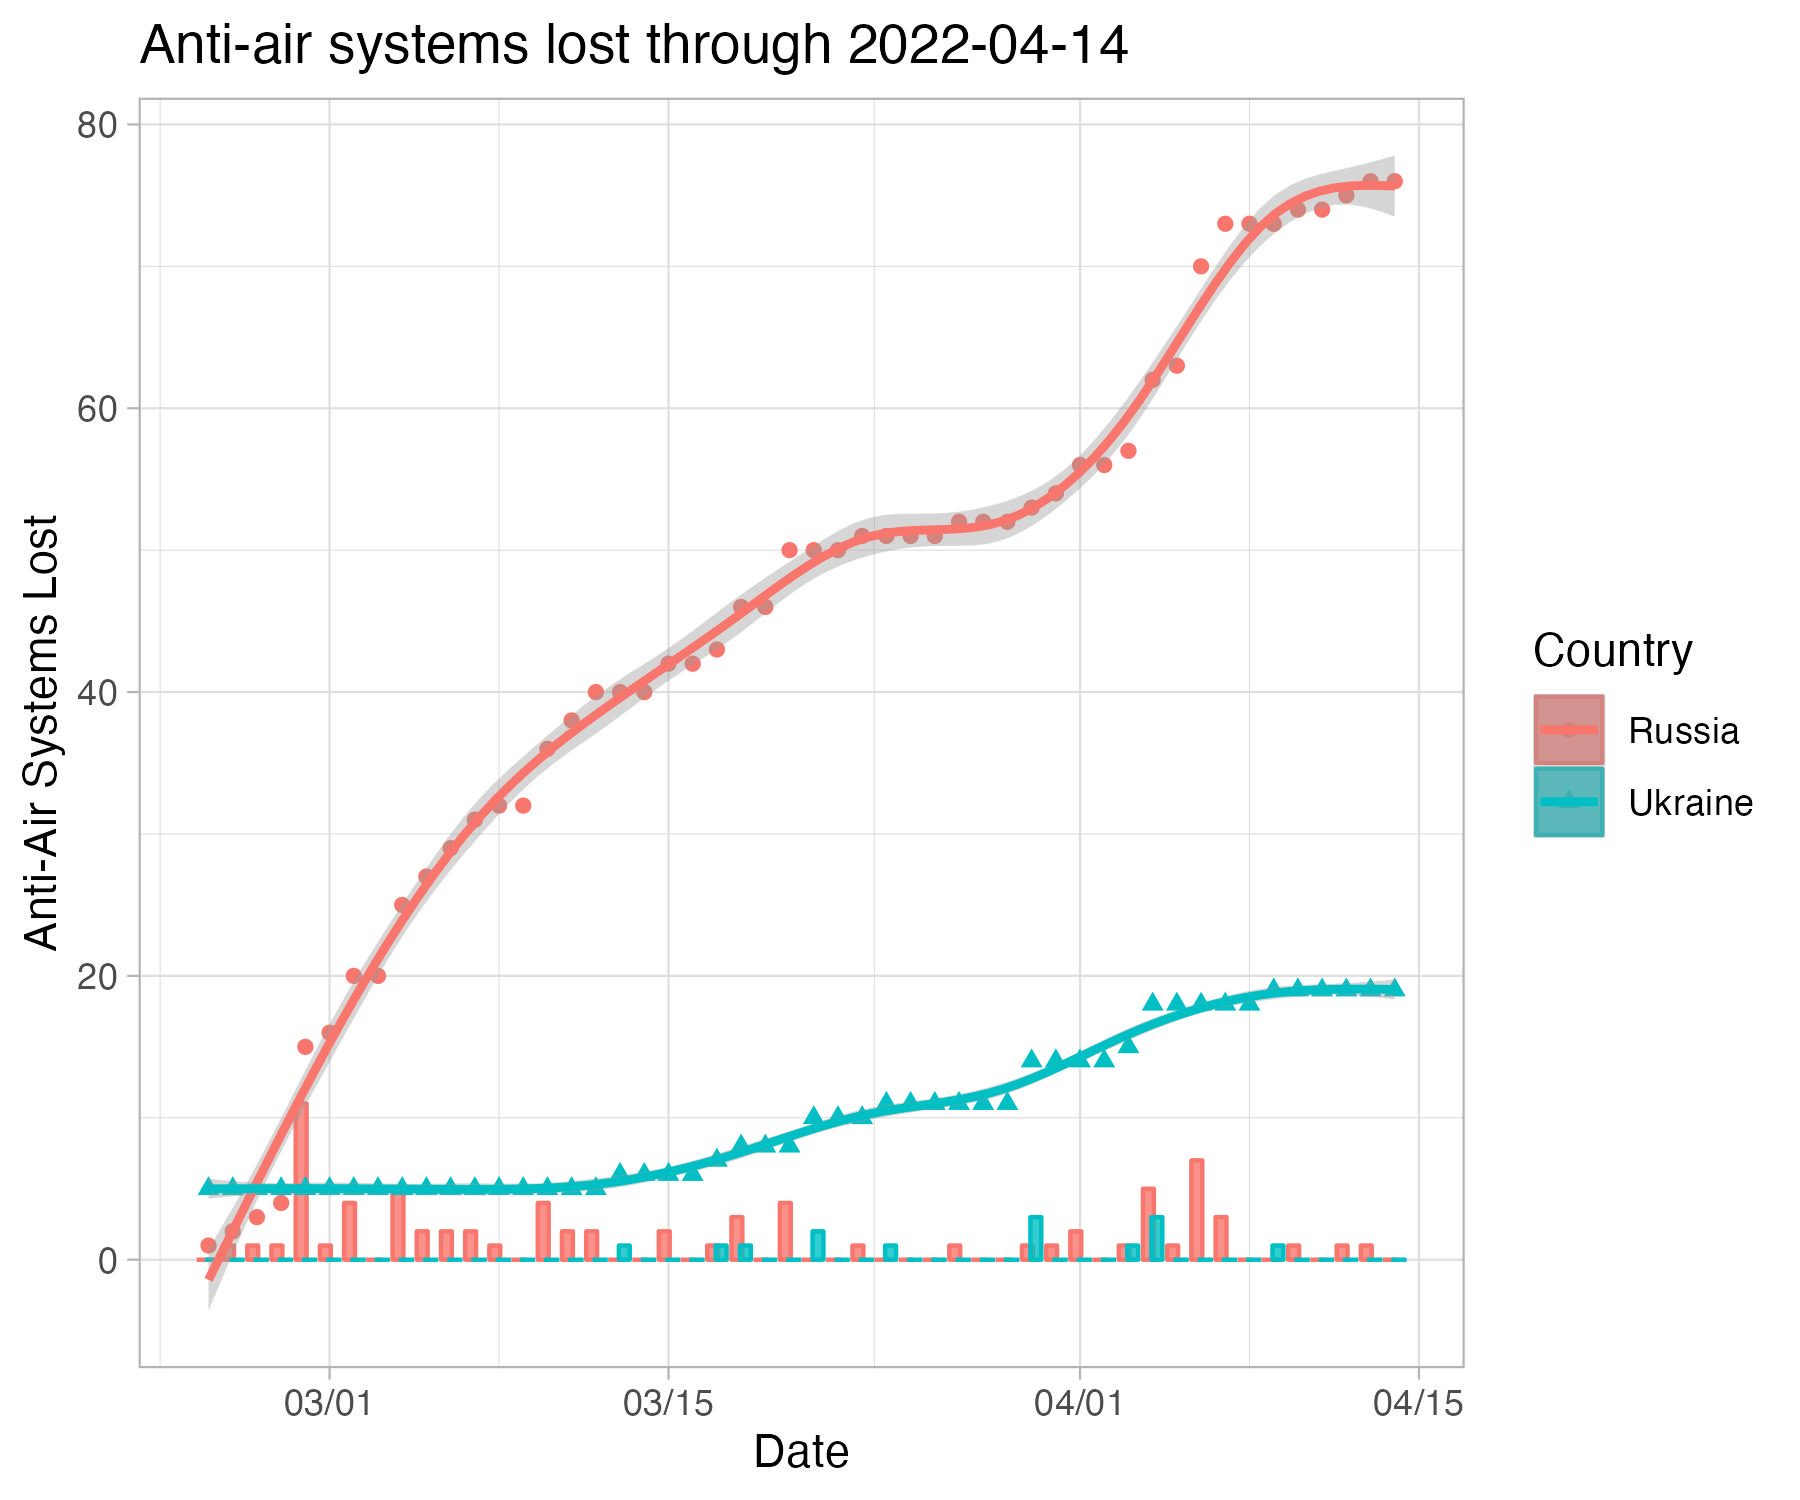 Anti-air systems lost through 2022-04-14
Anti-Air Systems Lost
80
60
40
20
0
03/01
03/15
04/01
04/15
Date
Country
Russia
Ukraine